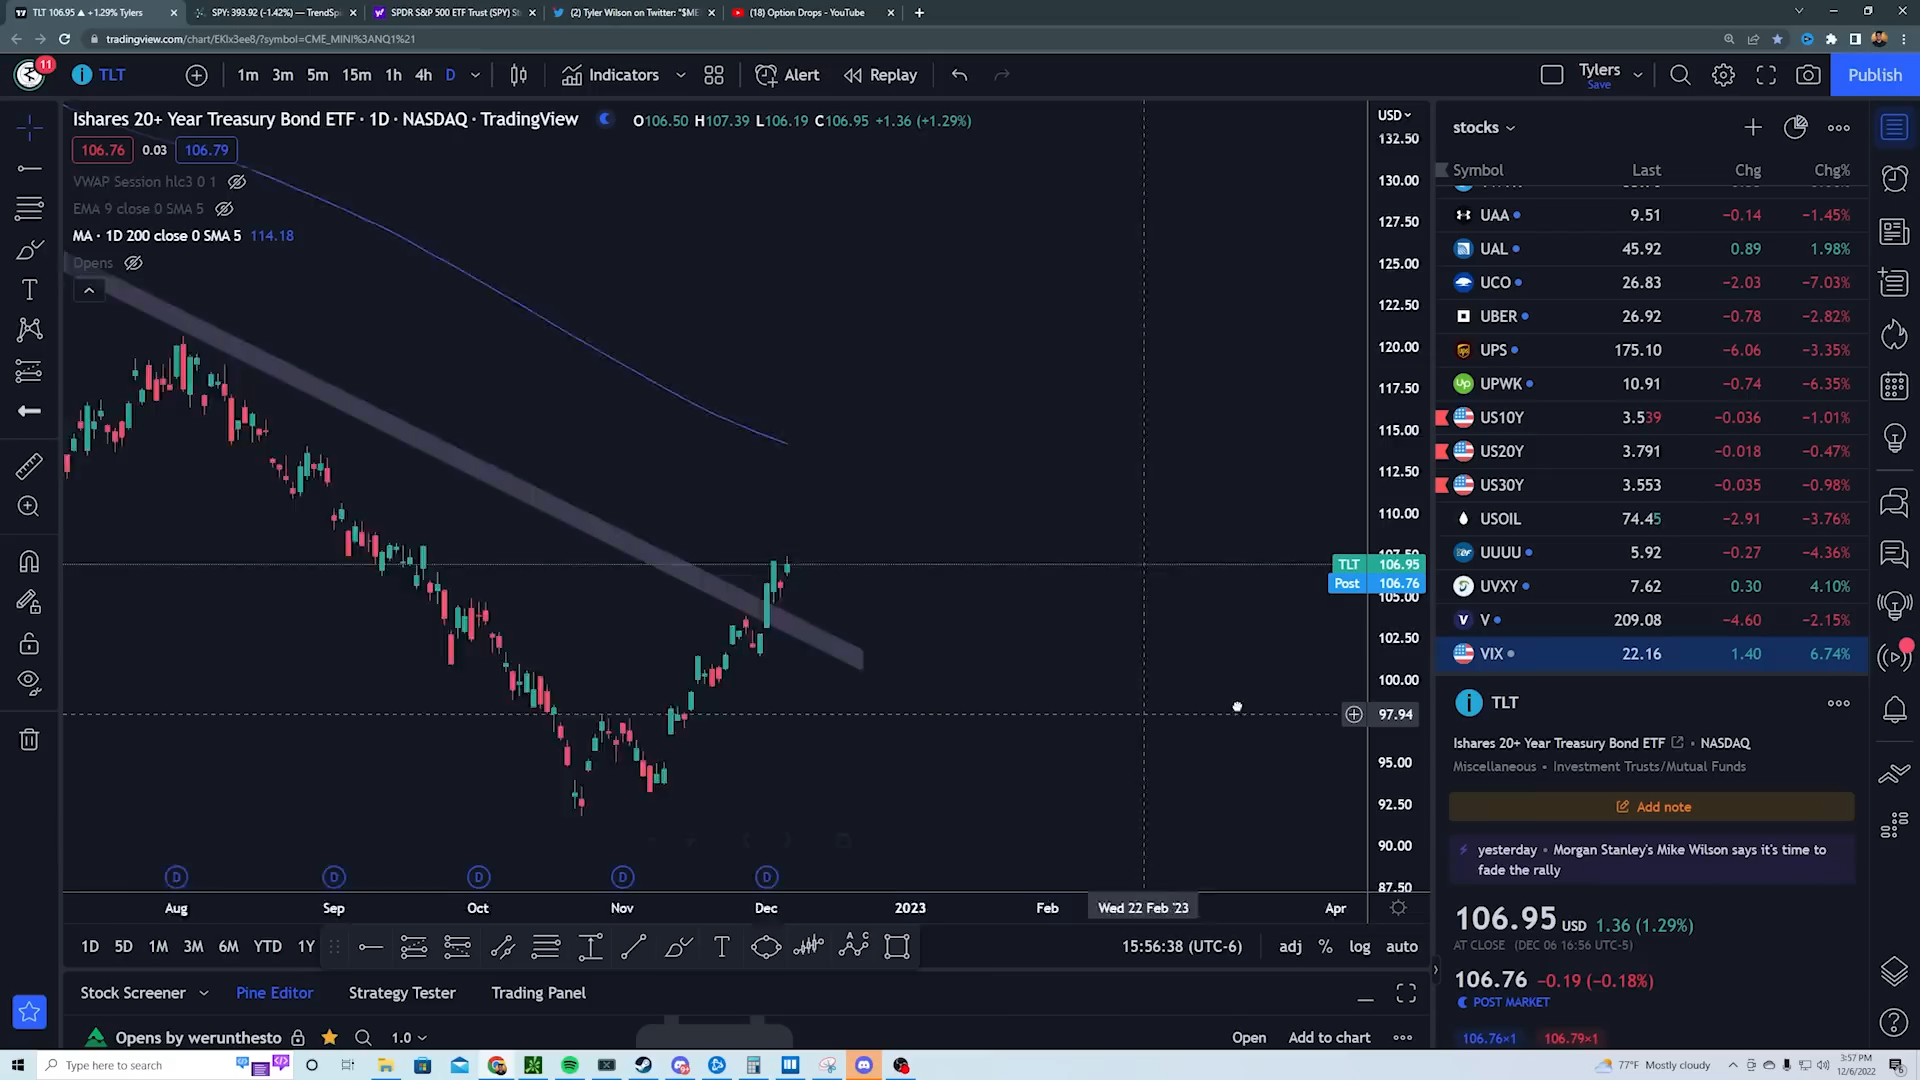 TLT 106.95 ▲ +1.29% Tylers
SPY: 393.92 (−1.42%) — TrendSpi
SPDR S&P 500 ETF Trust (SPY) St
(2) Tyler Wilson on Twitter: "$ME
(18) Option Drops - YouTube
tradingview.com/chart/EKIx3ee8/?symbol=CME_MINI%3ANQ1%21
11
TLT
1m 3m 5m 15m 1h 4h D
Indicators
Alert
Replay
Tylers
Save
Publish
Ishares 20+ Year Treasury Bond ETF · 1D · NASDAQ · TradingView
O106.50 H107.39 L106.19 C106.95 +1.36 (+1.29%)
106.76 0.03 106.79
VWAP Session hlc3 0 1
EMA 9 close 0 SMA 5
MA · 1D 200 close 0 SMA 5 114.18
Opens
USD
132.50
130.00
127.50
125.00
122.50
120.00
117.50
115.00
112.50
110.00
107.50
TLT 106.95
Post 106.76
105.00
102.50
100.00
97.94
95.00
92.50
90.00
87.50
D D D D D
Aug Sep Oct Nov Dec 2023 Feb Wed 22 Feb '23 Apr
1D 5D 1M 3M 6M YTD 1Y
15:56:38 (UTC-6) adj % log auto
Stock Screener Pine Editor Strategy Tester Trading Panel
Opens by werunthesto 1.0
Open Add to chart
stocks
Symbol Last Chg Chg%
UAA 9.51 −0.14 −1.45%
UAL 45.92 0.89 1.98%
UCO 26.83 −2.03 −7.03%
UBER 26.92 −0.78 −2.82%
UPS 175.10 −6.06 −3.35%
UPWK 10.91 −0.74 −6.35%
US10Y 3.539 −0.036 −1.01%
US20Y 3.791 −0.018 −0.47%
US30Y 3.553 −0.035 −0.98%
USOIL 74.45 −2.91 −3.76%
UUUU 5.92 −0.27 −4.36%
UVXY 7.62 0.30 4.10%
V 209.08 −4.60 −2.15%
VIX 22.16 1.40 6.74%
TLT
Ishares 20+ Year Treasury Bond ETF • NASDAQ
Miscellaneous • Investment Trusts/Mutual Funds
Add note
yesterday • Morgan Stanley's Mike Wilson says it's time to
fade the rally
106.95 USD 1.36 (1.29%)
AT CLOSE (DEC 06 16:56 UTC-5)
106.76 −0.19 (−0.18%)
POST MARKET
106.76×1 106.79×1
Type here to search
77°F Mostly cloudy
3:57 PM
12/6/2022